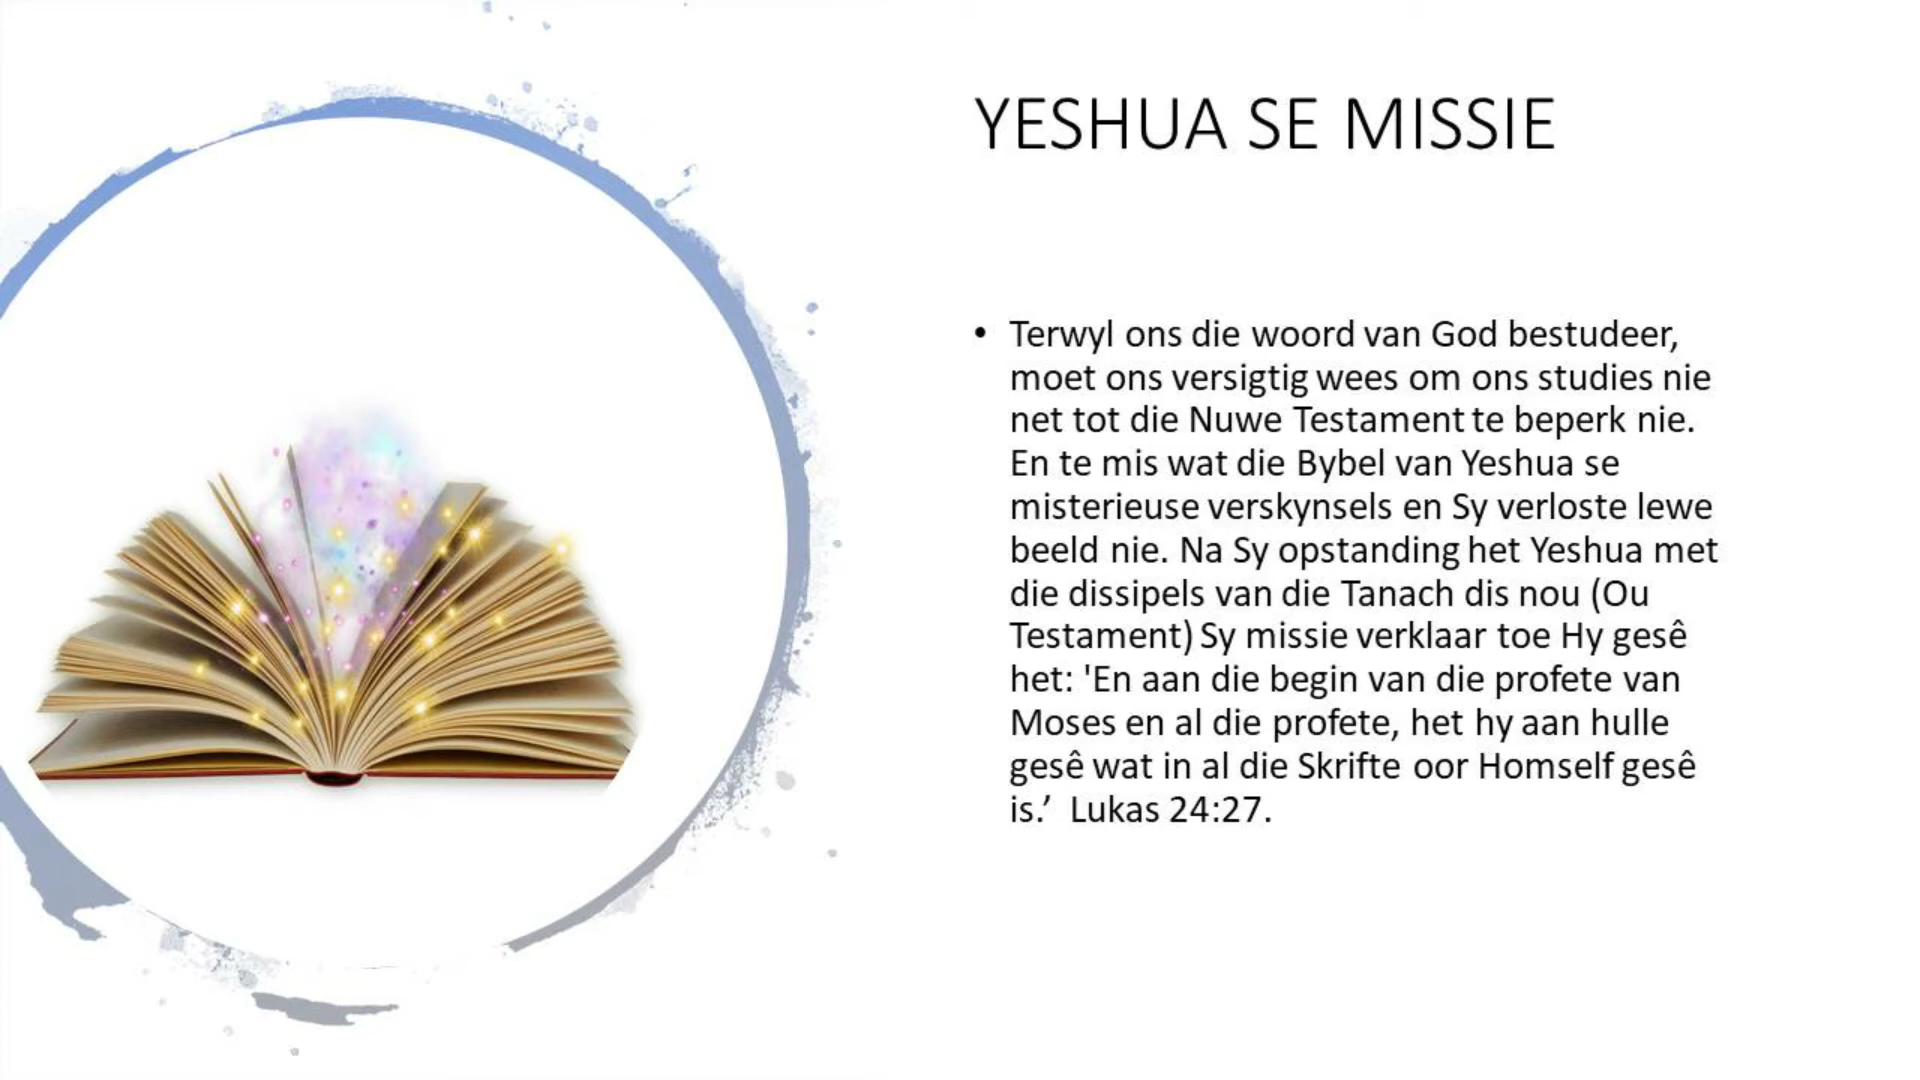 YESHUA SE MISSIE
• Terwyl ons die woord van God bestudeer,
moet ons versigtig wees om ons studies nie
net tot die Nuwe Testament te beperk nie.
En te mis wat die Bybel van Yeshua se
misterieuse verskynsels en Sy verloste lewe
beeld nie. Na Sy opstanding het Yeshua met
die dissipels van die Tanach dis nou (Ou
Testament) Sy missie verklaar toe Hy gesê
het: 'En aan die begin van die profete van
Moses en al die profete, het hy aan hulle
gesê wat in al die Skrifte oor Homself gesê
is.’  Lukas 24:27.